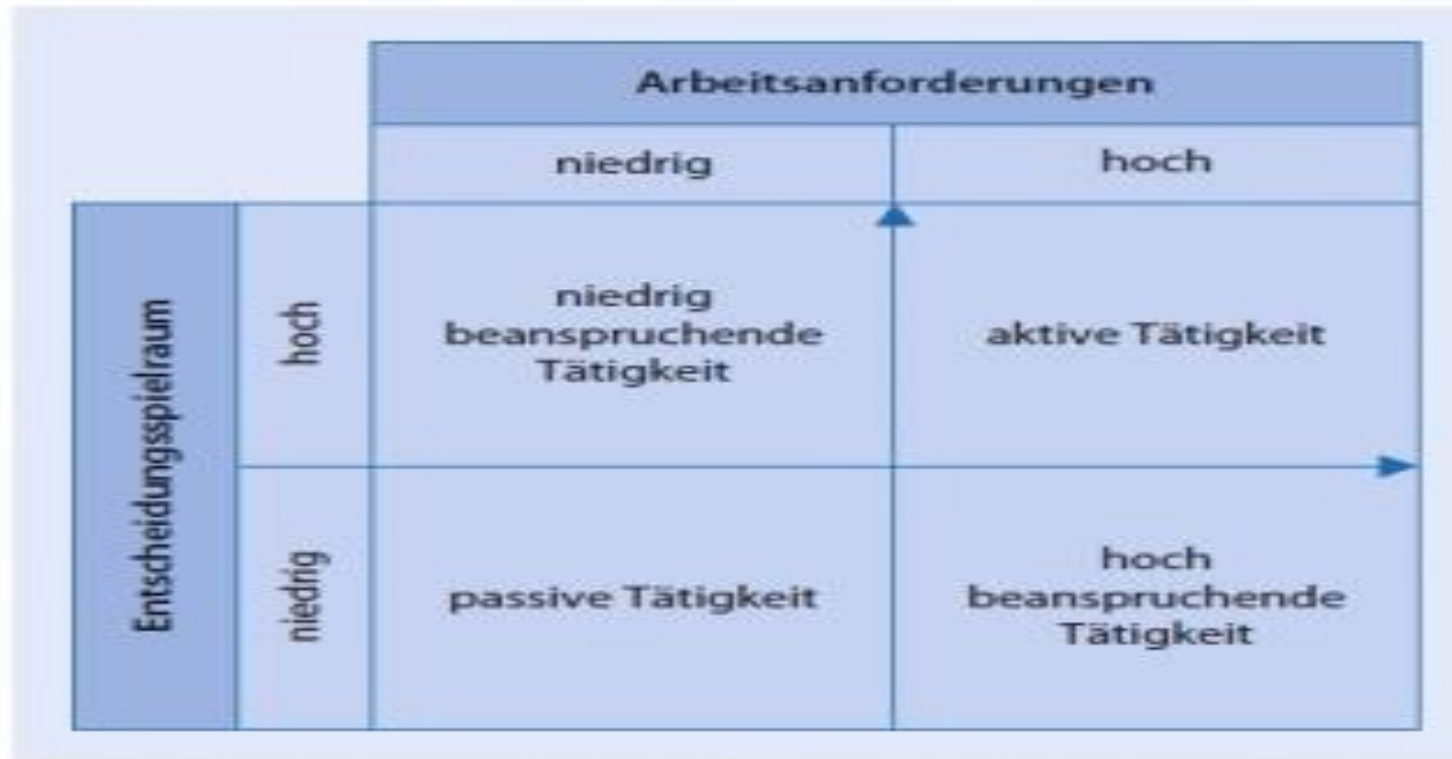 Arbeitsanforderungen
niedrig
hoch
Entscheidungsspielraum
hoch
niedrig
beanspruchende
Tätigkeit
aktive Tätigkeit
niedrig
passive Tätigkeit
hoch
beanspruchende
Tätigkeit